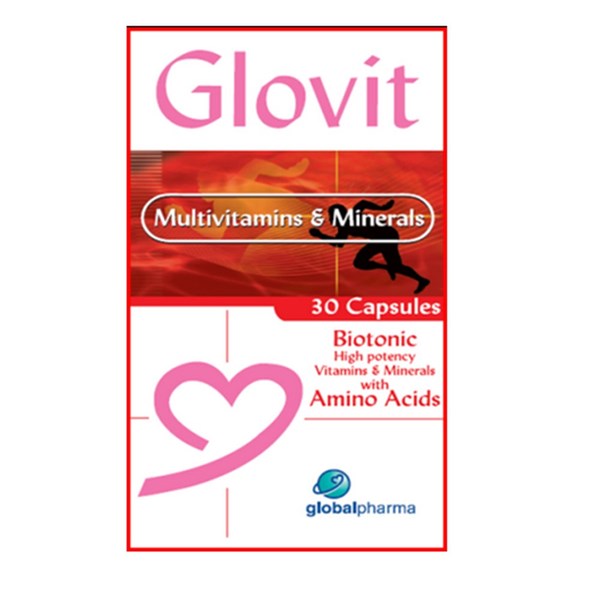 Glovit
Multivitamins & Minerals
30 Capsules
Biotonic
High potency
Vitamins & Minerals
with
Amino Acids
globalpharma